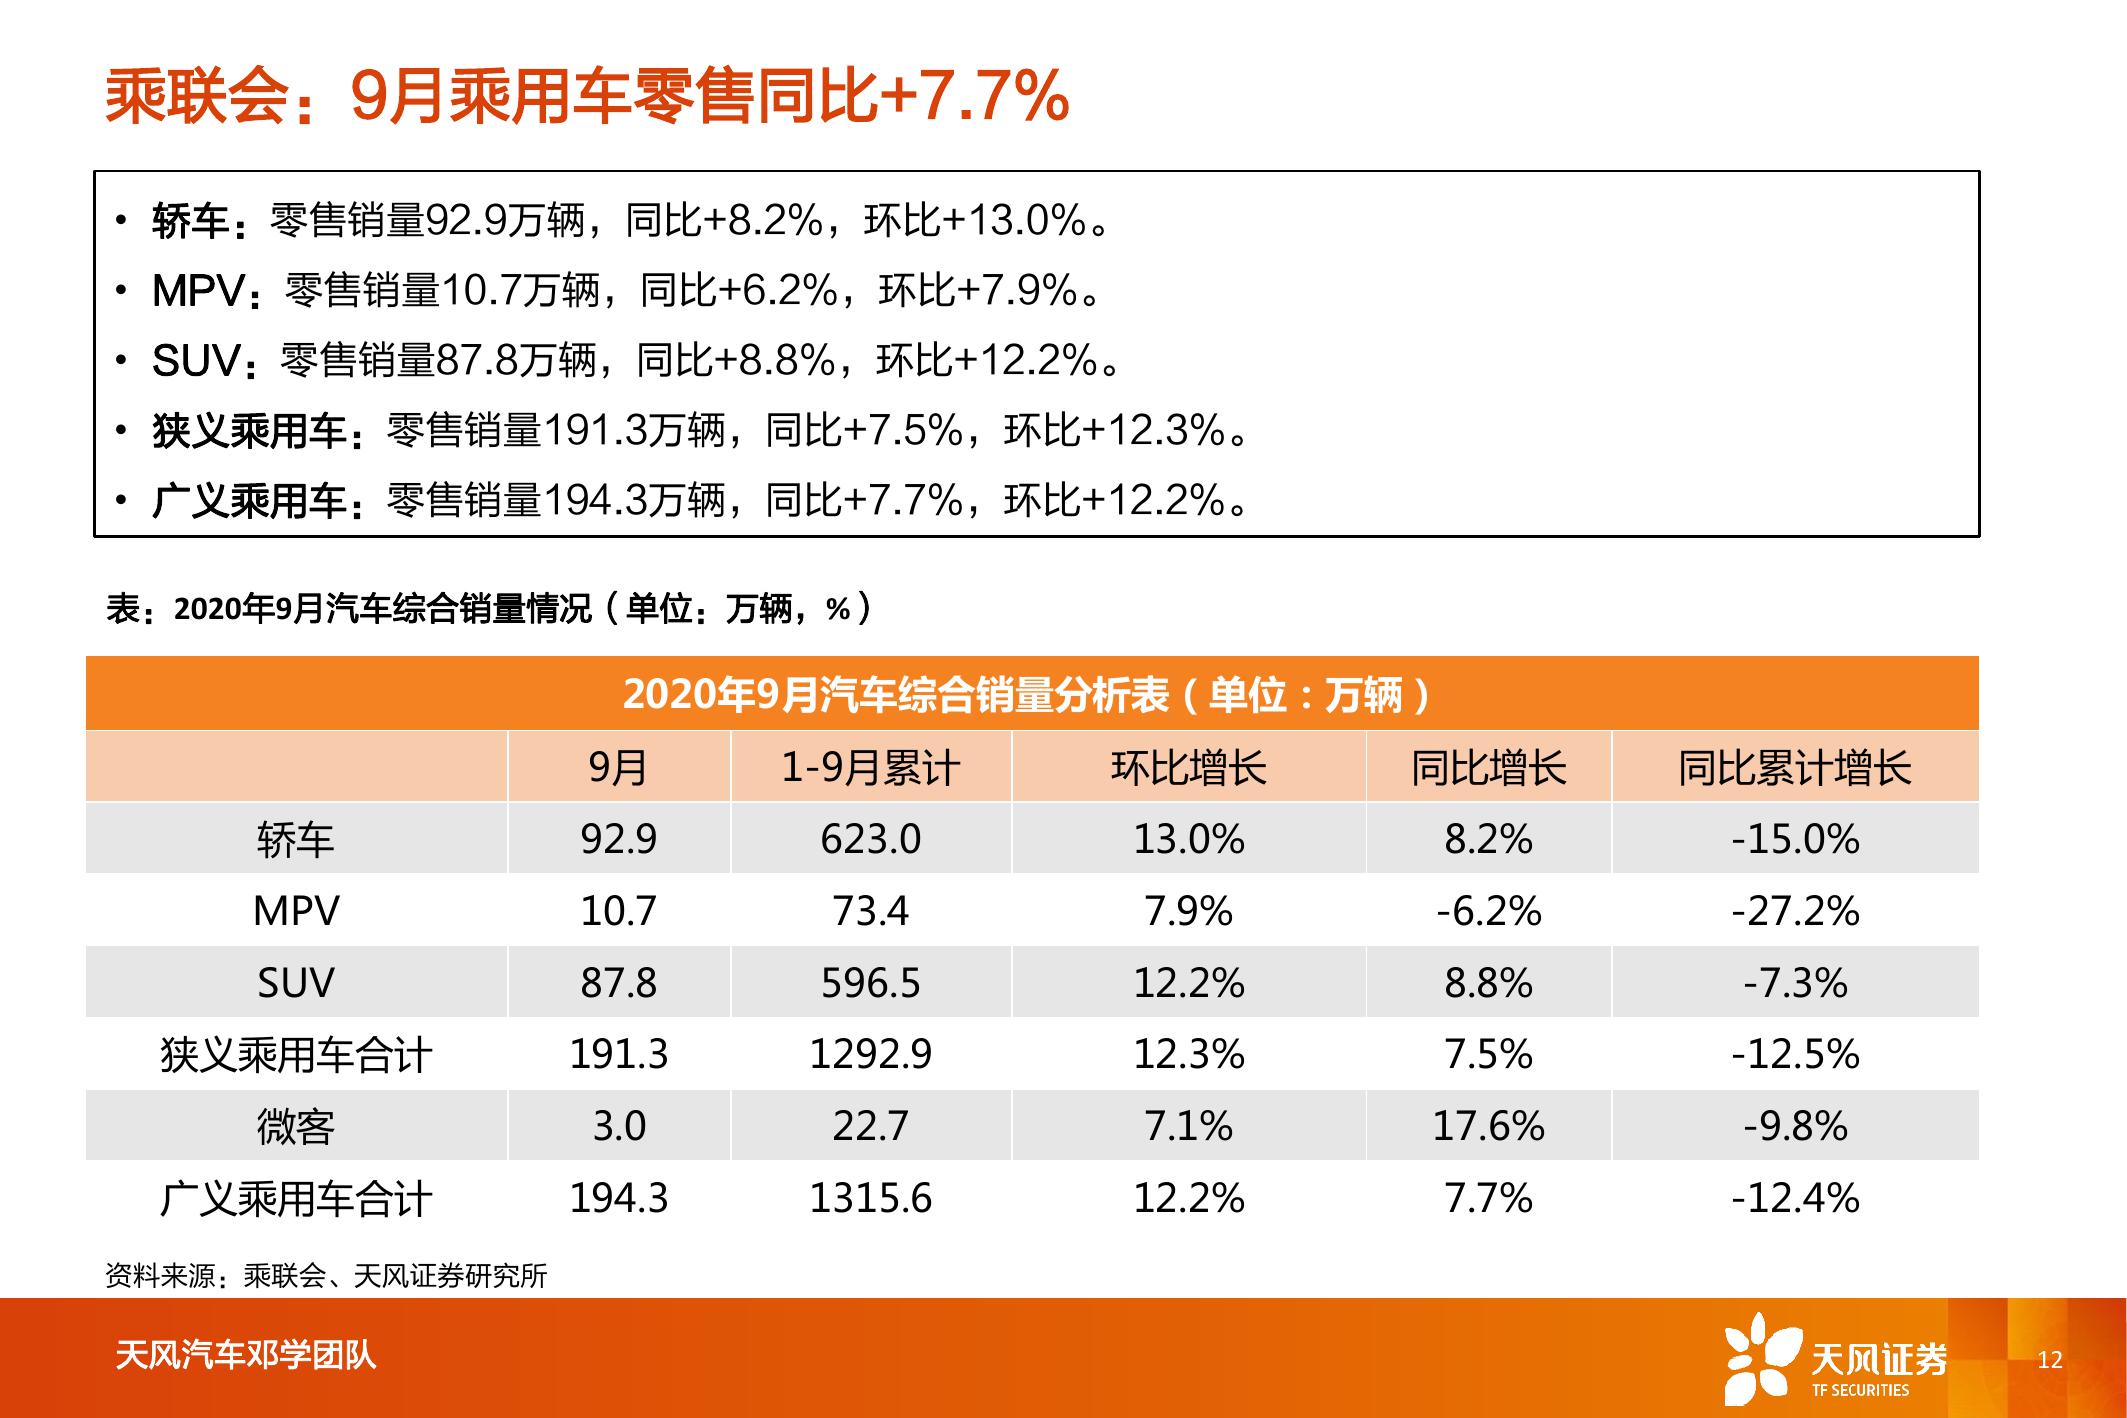 乘联会：9月乘用车零售同比+7.7%
• 轿车：零售销量92.9万辆，同比+8.2%，环比+13.0%。
• MPV：零售销量10.7万辆，同比+6.2%，环比+7.9%。
• SUV：零售销量87.8万辆，同比+8.8%，环比+12.2%。
• 狭义乘用车：零售销量191.3万辆，同比+7.5%，环比+12.3%。
• 广义乘用车：零售销量194.3万辆，同比+7.7%，环比+12.2%。
表：2020年9月汽车综合销量情况（单位：万辆，%）
2020年9月汽车综合销量分析表（单位：万辆）
9月 1-9月累计 环比增长 同比增长 同比累计增长
轿车 92.9 623.0 13.0% 8.2% -15.0%
MPV 10.7 73.4 7.9% -6.2% -27.2%
SUV 87.8 596.5 12.2% 8.8% -7.3%
狭义乘用车合计 191.3 1292.9 12.3% 7.5% -12.5%
微客 3.0 22.7 7.1% 17.6% -9.8%
广义乘用车合计 194.3 1315.6 12.2% 7.7% -12.4%
资料来源：乘联会、天风证券研究所
天风汽车邓学团队
天风证券
TF SECURITIES
12